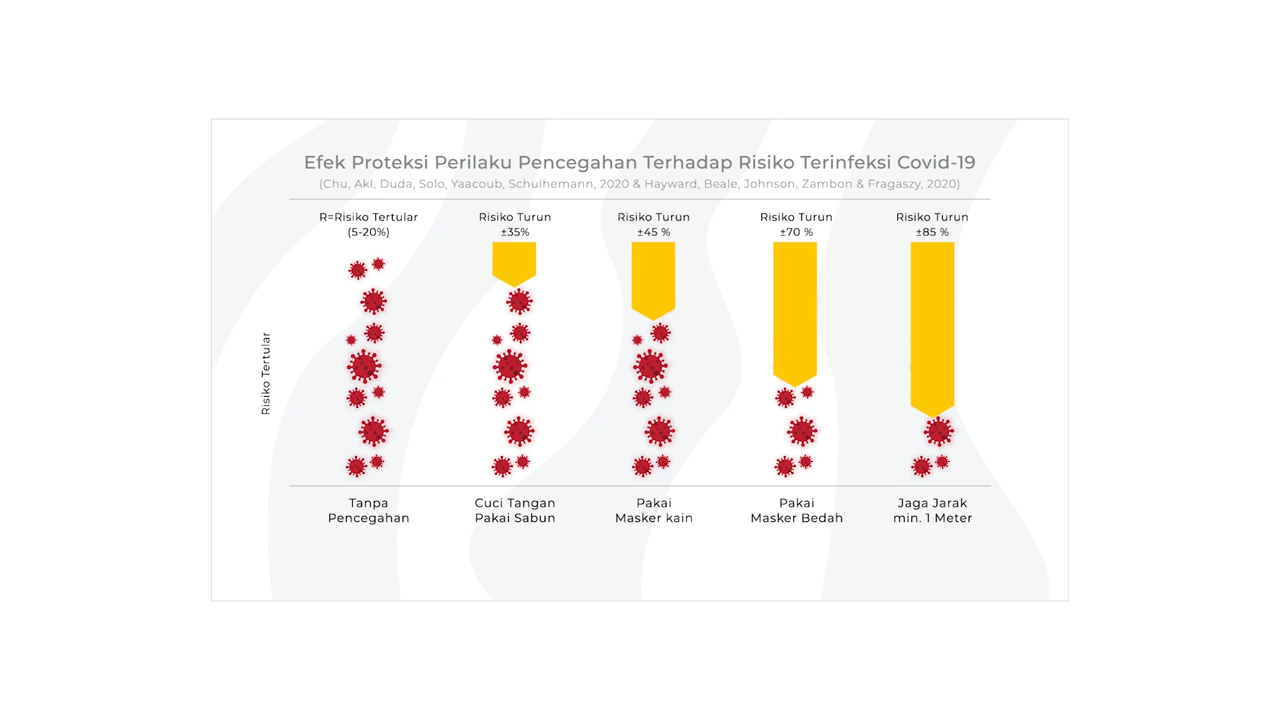 Efek Proteksi Perilaku Pencegahan Terhadap Risiko Terinfeksi Covid-19
(Chu, Akl, Duda, Solo, Yaacoub, Schulhemann, 2020 & Hayward, Beale, Johnson, Zambon & Fragaszy, 2020)
R=Risiko Tertular
(5-20%)
Risiko Turun
±35%
Risiko Turun
±45 %
Risiko Turun
±70 %
Risiko Turun
±85 %
Risiko Tertular
Tanpa
Pencegahan
Cuci Tangan
Pakai Sabun
Pakai
Masker kain
Pakai
Masker Bedah
Jaga Jarak
min. 1 Meter